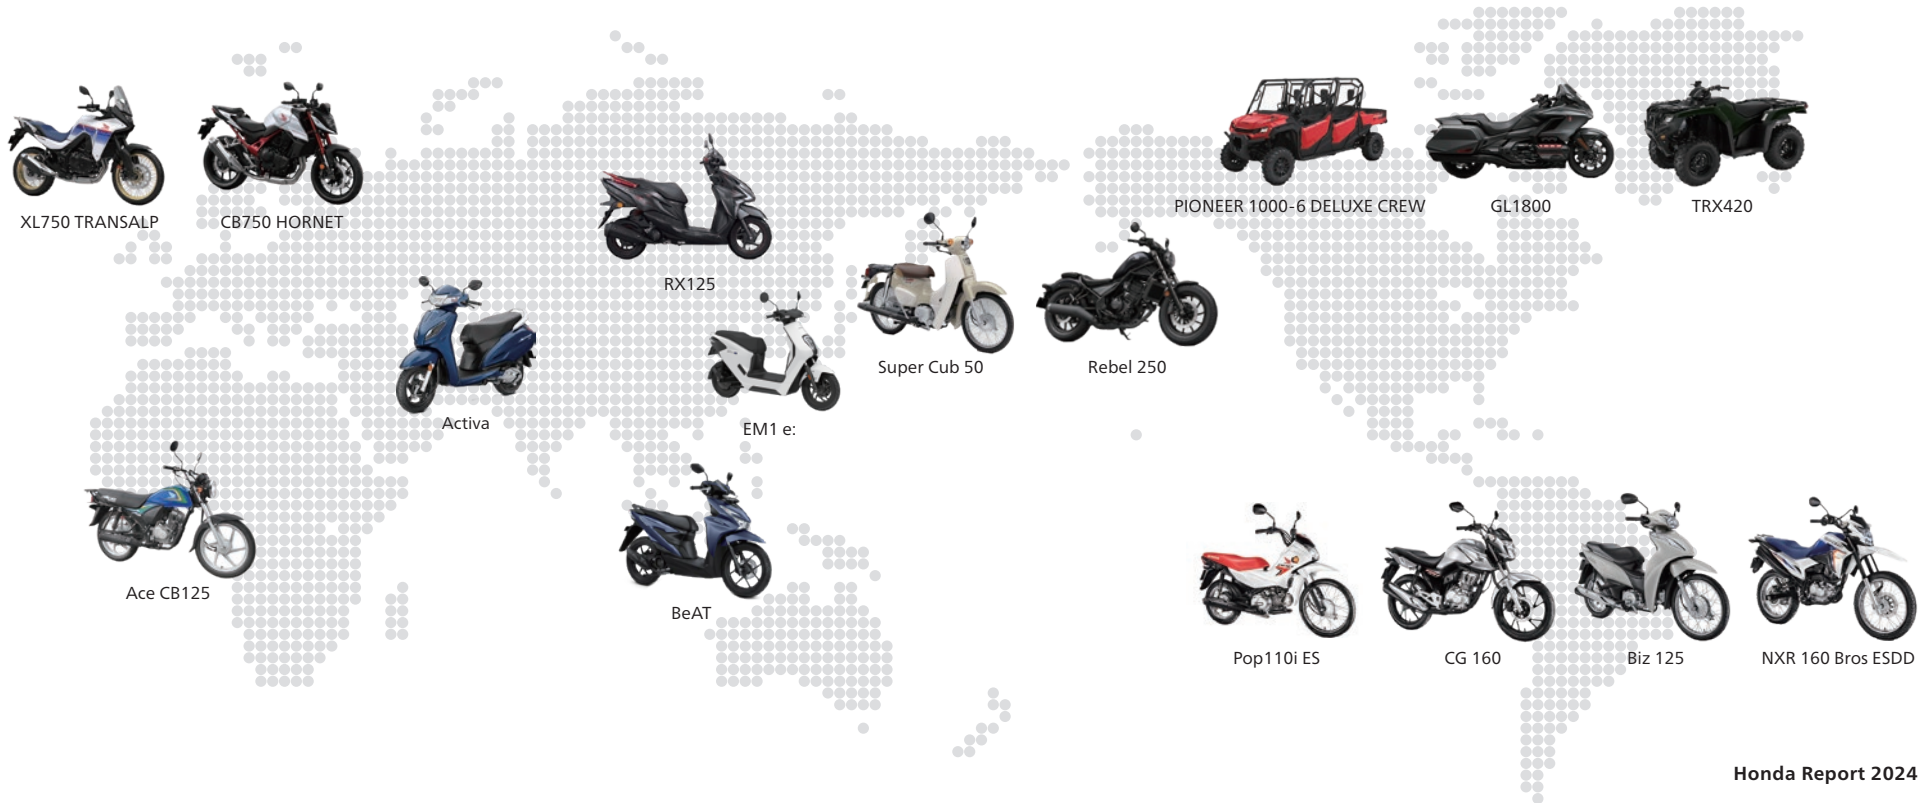 PIONEER 1000-6 DELUXE CREW
GL1800
TRX420
XL750 TRANSALP
CB750 HORNET
RX125
Super Cub 50
Rebel 250
Activa
EM1 e:
Ace CB125
BeAT
Pop110i ES
CG 160
Biz 125
NXR 160 Bros ESDD
Honda Report 2024